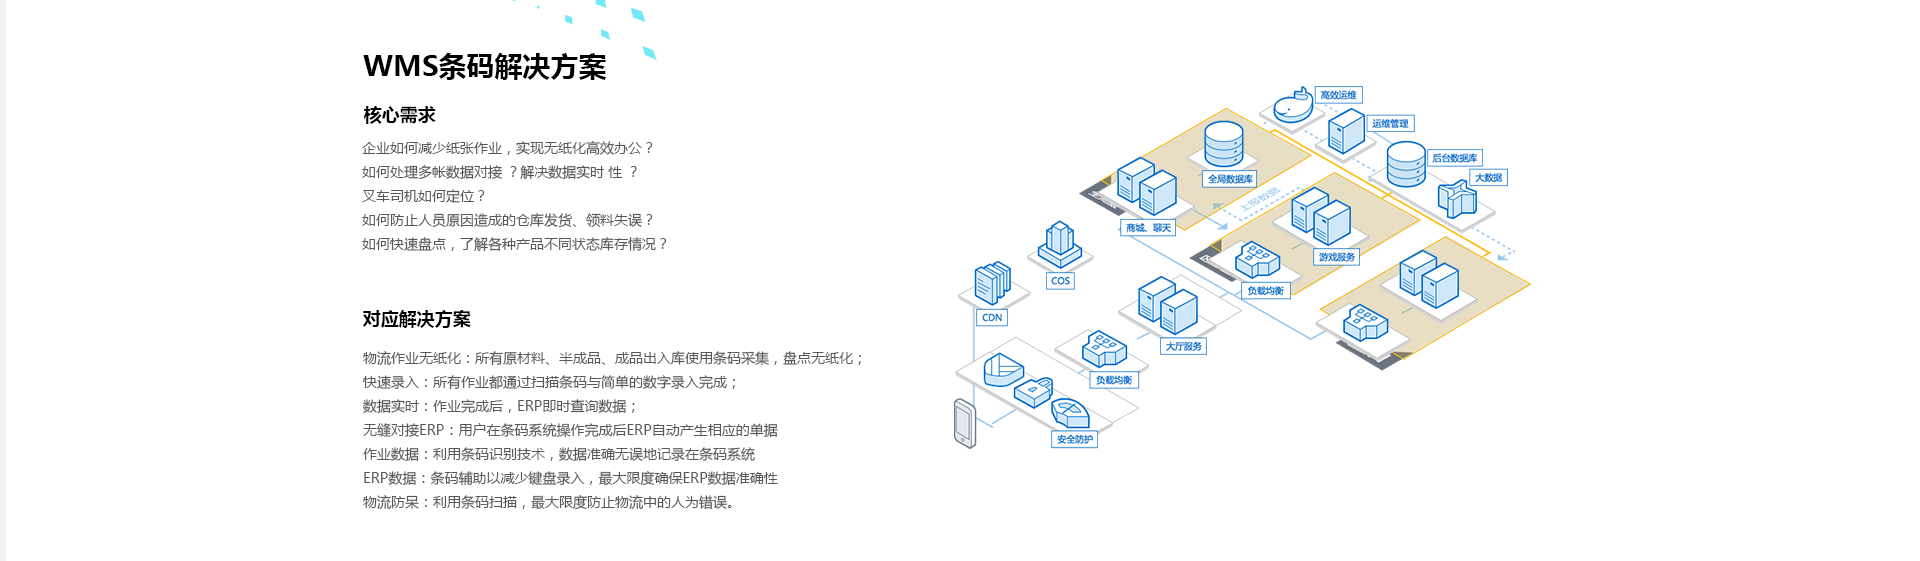 WMS条码解决方案
核心需求
企业如何减少纸张作业，实现无纸化高效办公？
如何处理多帐数据对接 ？解决数据实时 性 ？
叉车司机如何定位？
如何防止人员原因造成的仓库发货、领料失误？
如何快速盘点，了解各种产品不同状态库存情况？
对应解决方案
物流作业无纸化：所有原材料、半成品、成品出入库使用条码采集，盘点无纸化；
快速录入：所有作业都通过扫描条码与简单的数字录入完成；
数据实时：作业完成后，ERP即时查询数据；
无缝对接ERP：用户在条码系统操作完成后ERP自动产生相应的单据
作业数据：利用条码识别技术，数据准确无误地记录在条码系统
ERP数据：条码辅助以减少键盘录入，最大限度确保ERP数据准确性
物流防呆：利用条码扫描，最大限度防止物流中的人为错误。
高效运维
运维管理
后台数据库
大数据
全局数据库
上报数据
商城、聊天
游戏服务
负载均衡
COS
CDN
大厅服务
负载均衡
安全防护